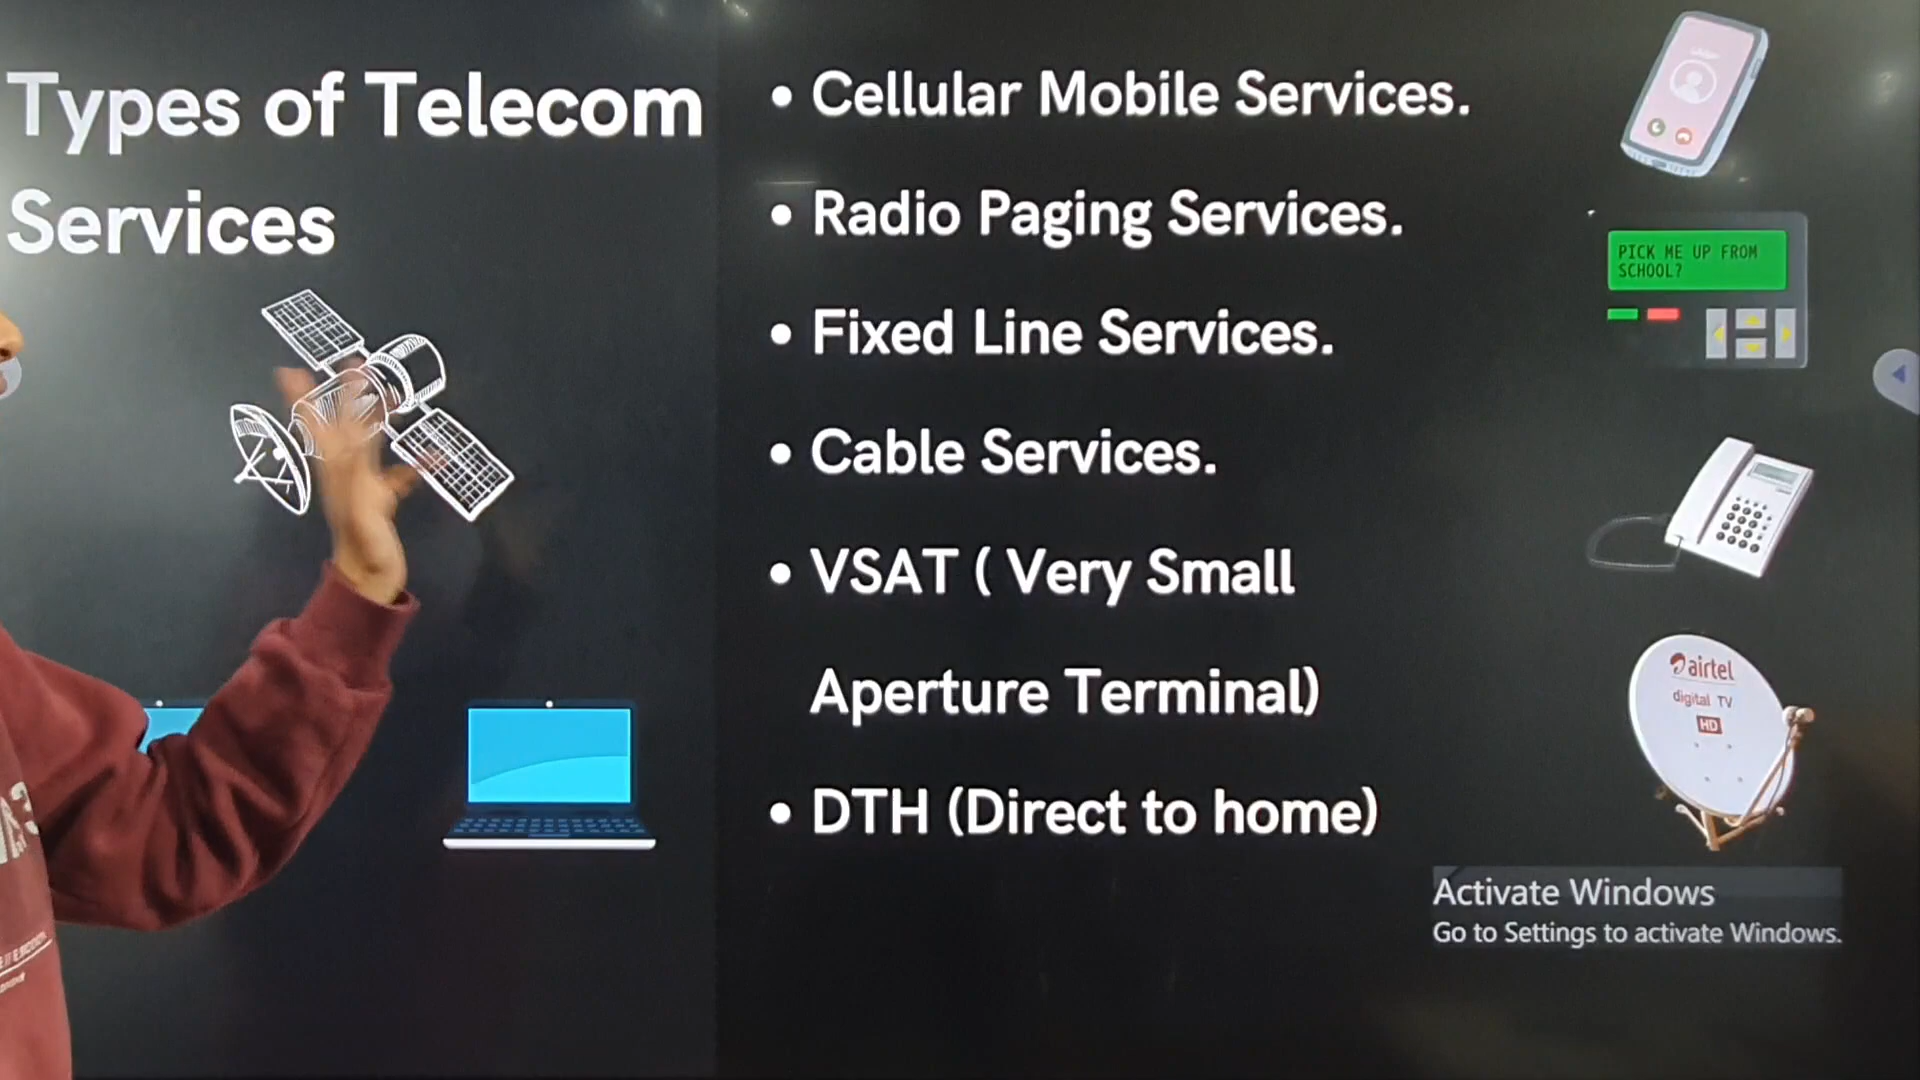 Types of Telecom
Services
• Cellular Mobile Services.
• Radio Paging Services.
• Fixed Line Services.
• Cable Services.
• VSAT ( Very Small
Aperture Terminal)
• DTH (Direct to home)
PICK ME UP FROM
SCHOOL?
airtel
digital TV
HD
Activate Windows
Go to Settings to activate Windows.